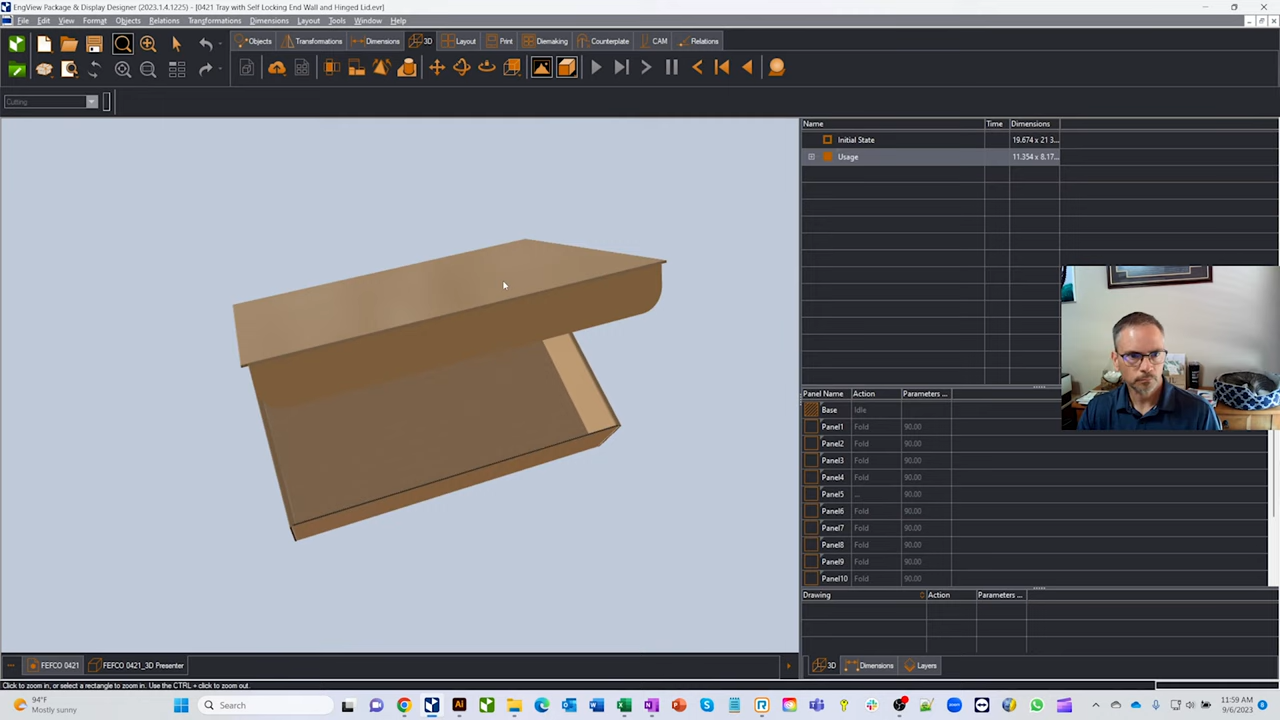 EngView Package & Display Designer (2023.1.4.1225) - [0421 Tray with Self Locking End Wall and Hinged Lid.evr]
File Edit View Format Objects Relations Transformations Dimensions Layout Tools Window Help
Objects Transformations Dimensions 3D Layout Print Diemaking Counterplate CAM Relations
Cutting
Name Time Dimensions
Initial State 19.674 x 21 3...
Usage 11.354 x 8.17...
Panel Name Action Parameters ...
Base Idle
Panel1 Fold 90.00
Panel2 Fold 90.00
Panel3 Fold 90.00
Panel4 Fold 90.00
Panel5 ...
Panel6 Fold 90.00
Panel7 Fold 90.00
Panel8 Fold 90.00
Panel9 Fold 90.00
Panel10 Fold 90.00
Drawing Action Parameters ...
... FEFCO 0421 FEFCO 0421_3D Presenter 3D Dimensions Layers
Click to zoom in, or select a rectangle to zoom in. Use the CTRL + click to zoom out.
94°F
Mostly sunny
Search
11:59 AM
9/6/2023